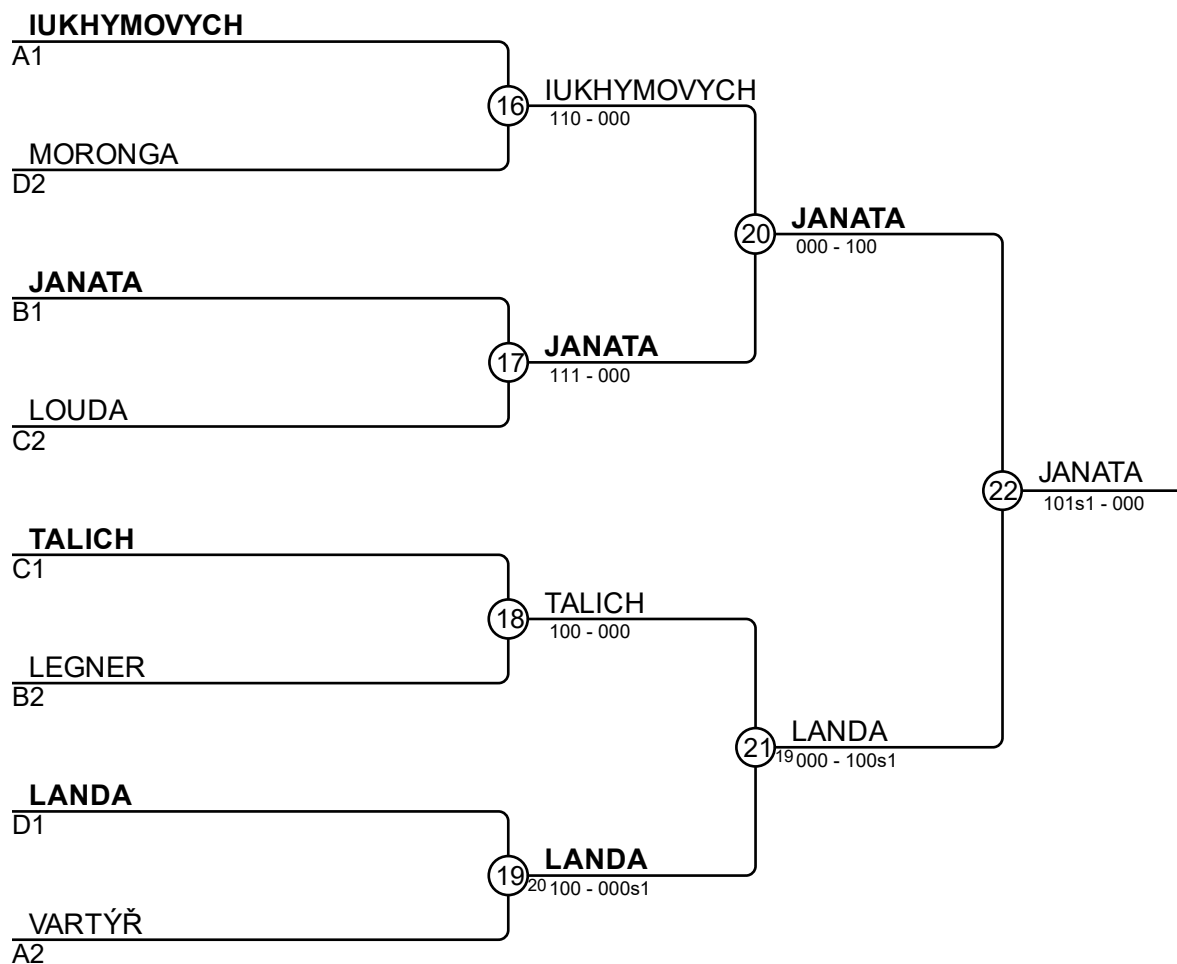 IUKHYMOVYCH
A1
16
IUKHYMOVYCH
110 - 000
MORONGA
D2
20
JANATA
000 - 100
JANATA
B1
17
JANATA
111 - 000
LOUDA
C2
22
JANATA
101s1 - 000
TALICH
C1
18
TALICH
100 - 000
LEGNER
B2
21
LANDA
19 000 - 100s1
LANDA
D1
19
LANDA
20 100 - 000s1
VARTÝŘ
A2